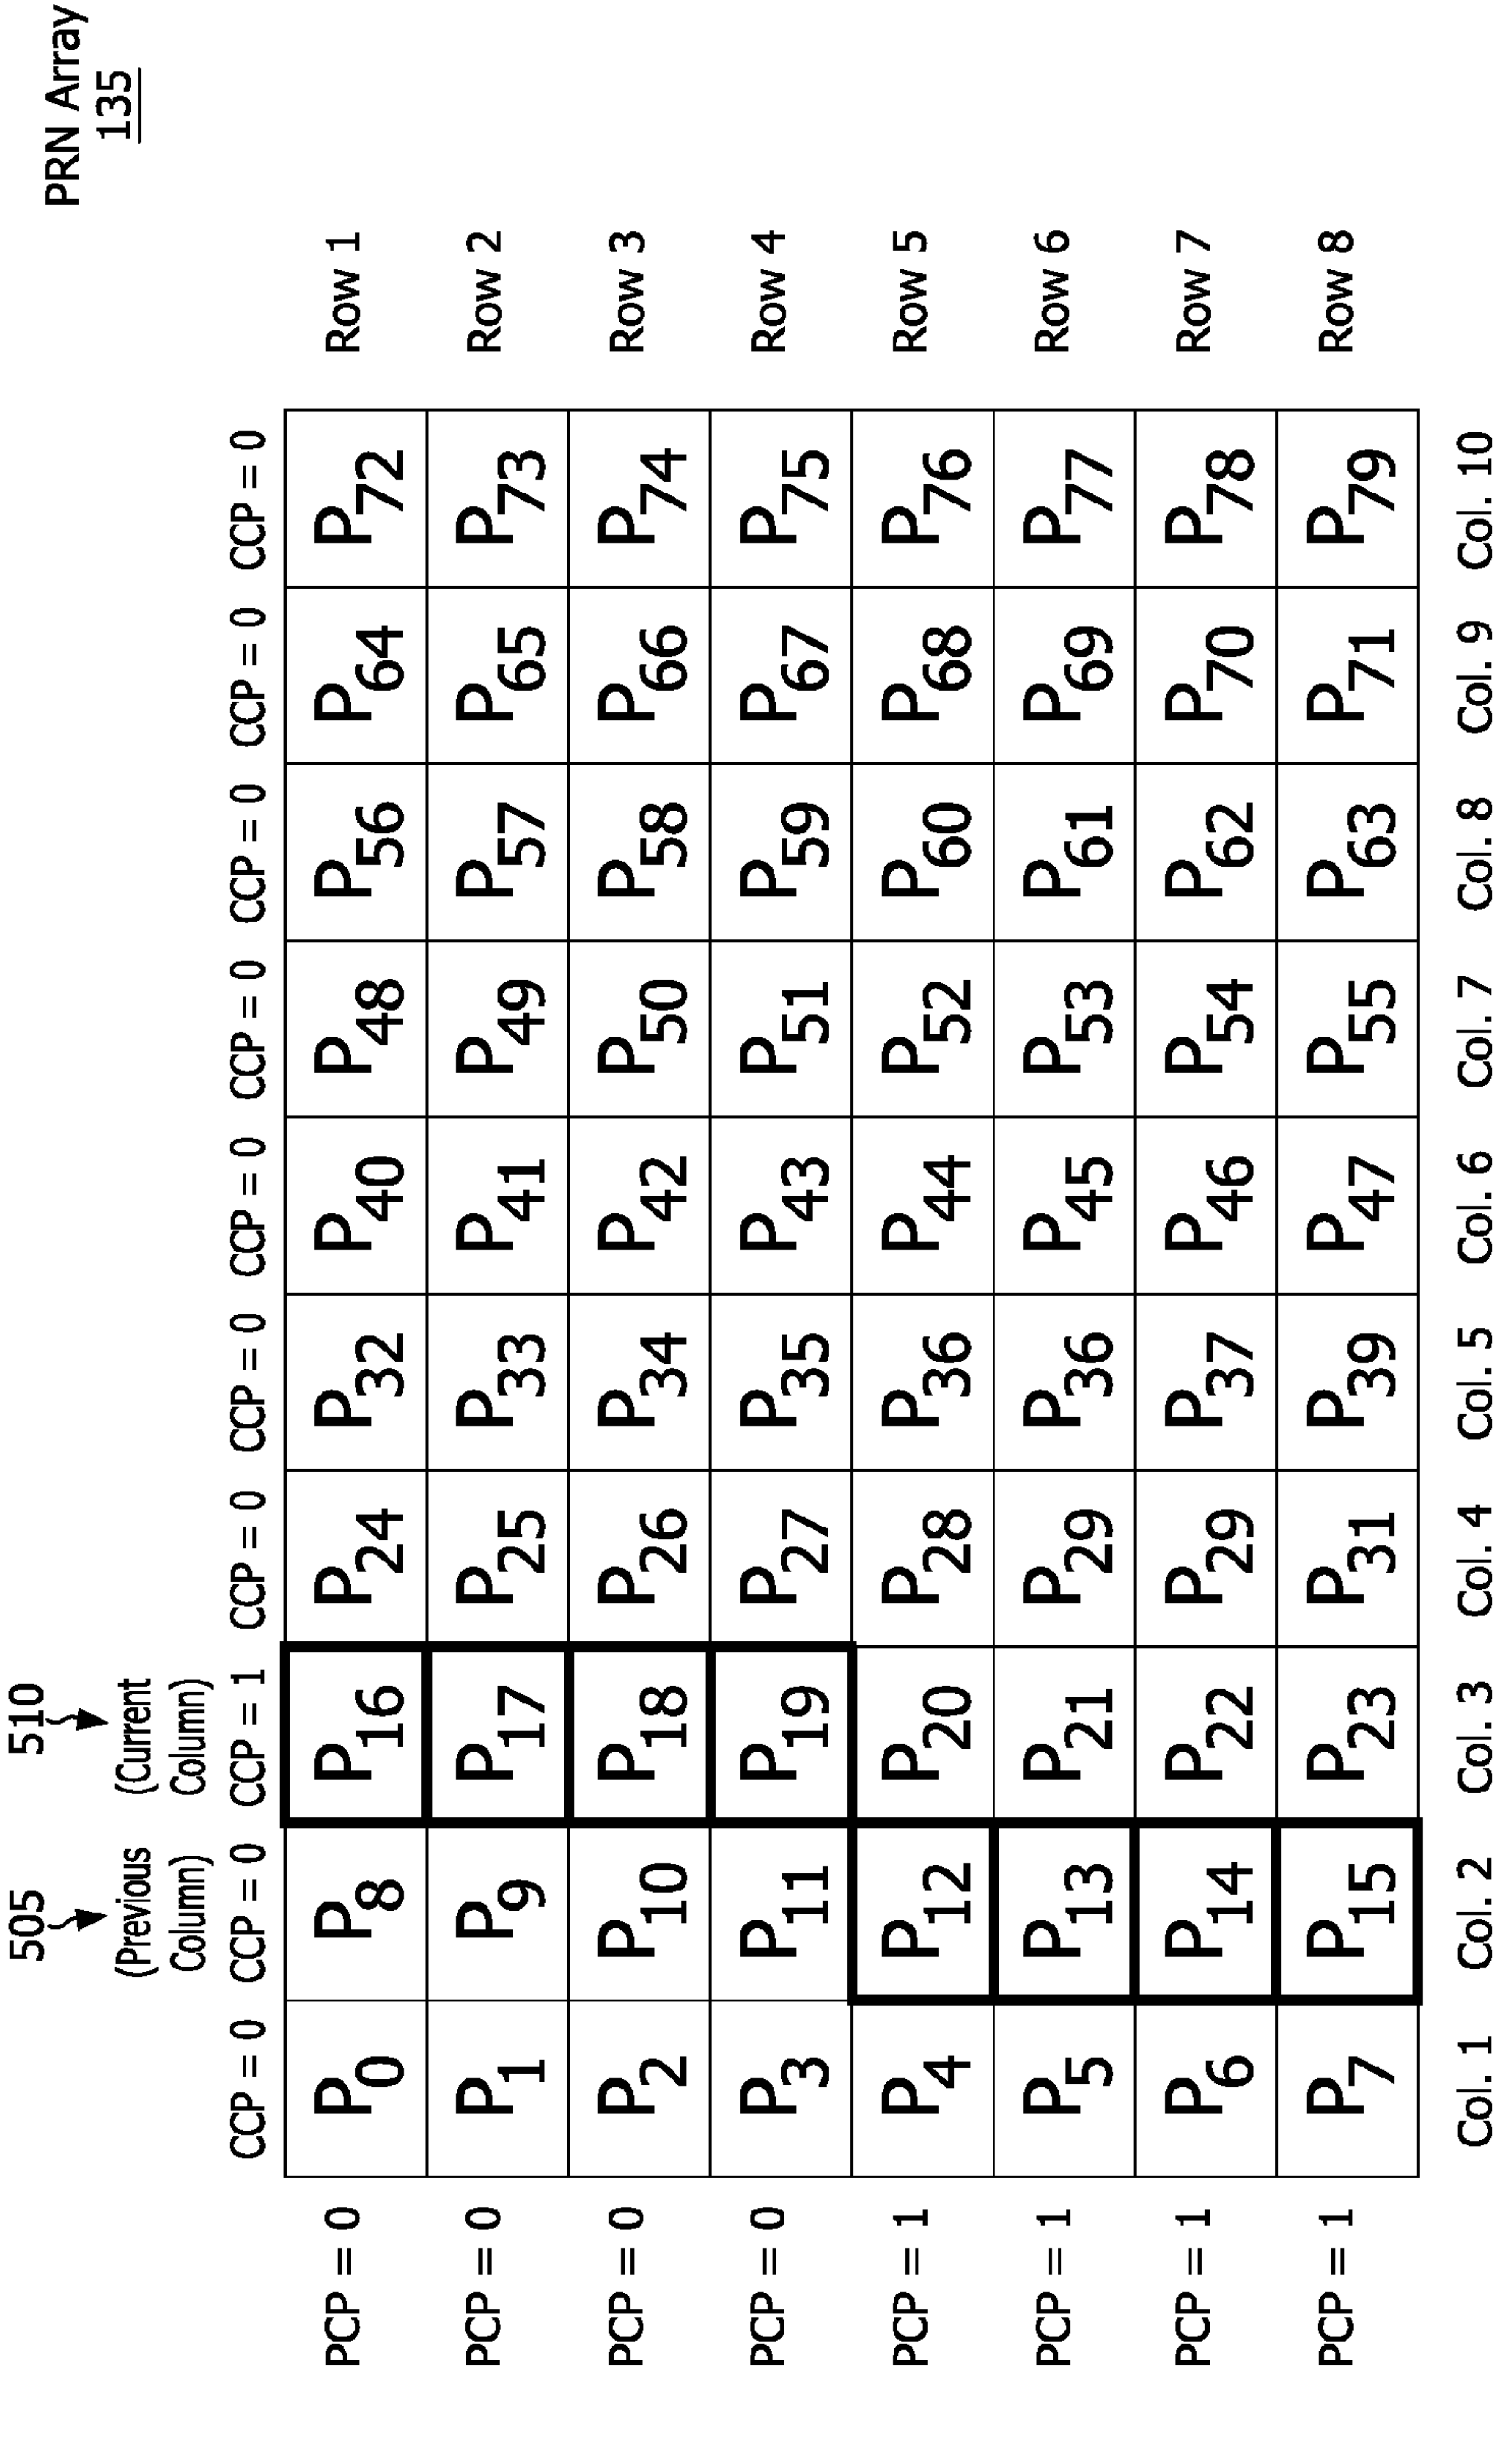 PRN Array
135
505 510
(Previous Column) (Current Column)
CCP = 0 CCP = 0 CCP = 1 CCP = 0 CCP = 0 CCP = 0 CCP = 0 CCP = 0 CCP = 0 CCP = 0
PCP = 0 P0 P8 P16 P24 P32 P40 P48 P56 P64 P72 Row 1
PCP = 0 P1 P9 P17 P25 P33 P41 P49 P57 P65 P73 Row 2
PCP = 0 P2 P10 P18 P26 P34 P42 P50 P58 P66 P74 Row 3
PCP = 0 P3 P11 P19 P27 P35 P43 P51 P59 P67 P75 Row 4
PCP = 1 P4 P12 P20 P28 P36 P44 P52 P60 P68 P76 Row 5
PCP = 1 P5 P13 P21 P29 P36 P45 P53 P61 P69 P77 Row 6
PCP = 1 P6 P14 P22 P29 P37 P46 P54 P62 P70 P78 Row 7
PCP = 1 P7 P15 P23 P31 P39 P47 P55 P63 P71 P79 Row 8
Col. 1 Col. 2 Col. 3 Col. 4 Col. 5 Col. 6 Col. 7 Col. 8 Col. 9 Col. 10